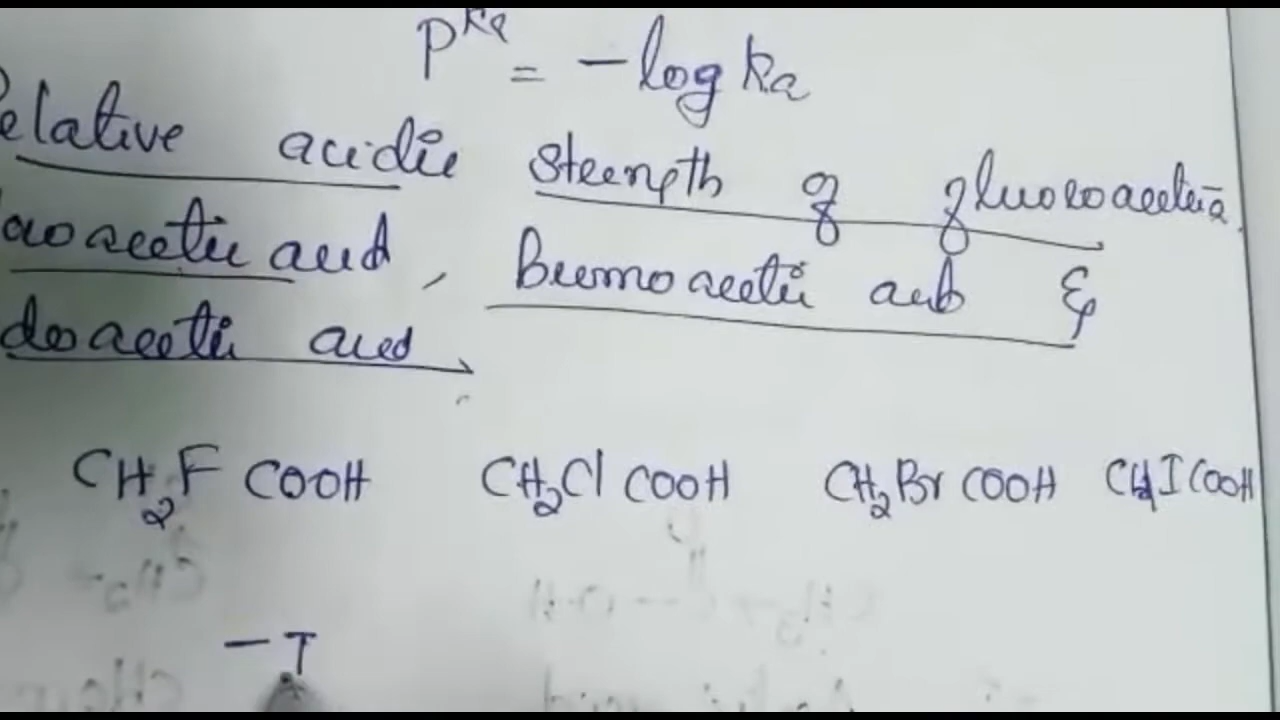 pKa = -log Ka
elative acidic strength of fluoroacetic a
oroacetic acid, Bromoacetic acid &
doacetic acid
CH2F COOH CH2Cl COOH CH2Br COOH CH2I COOH
- I